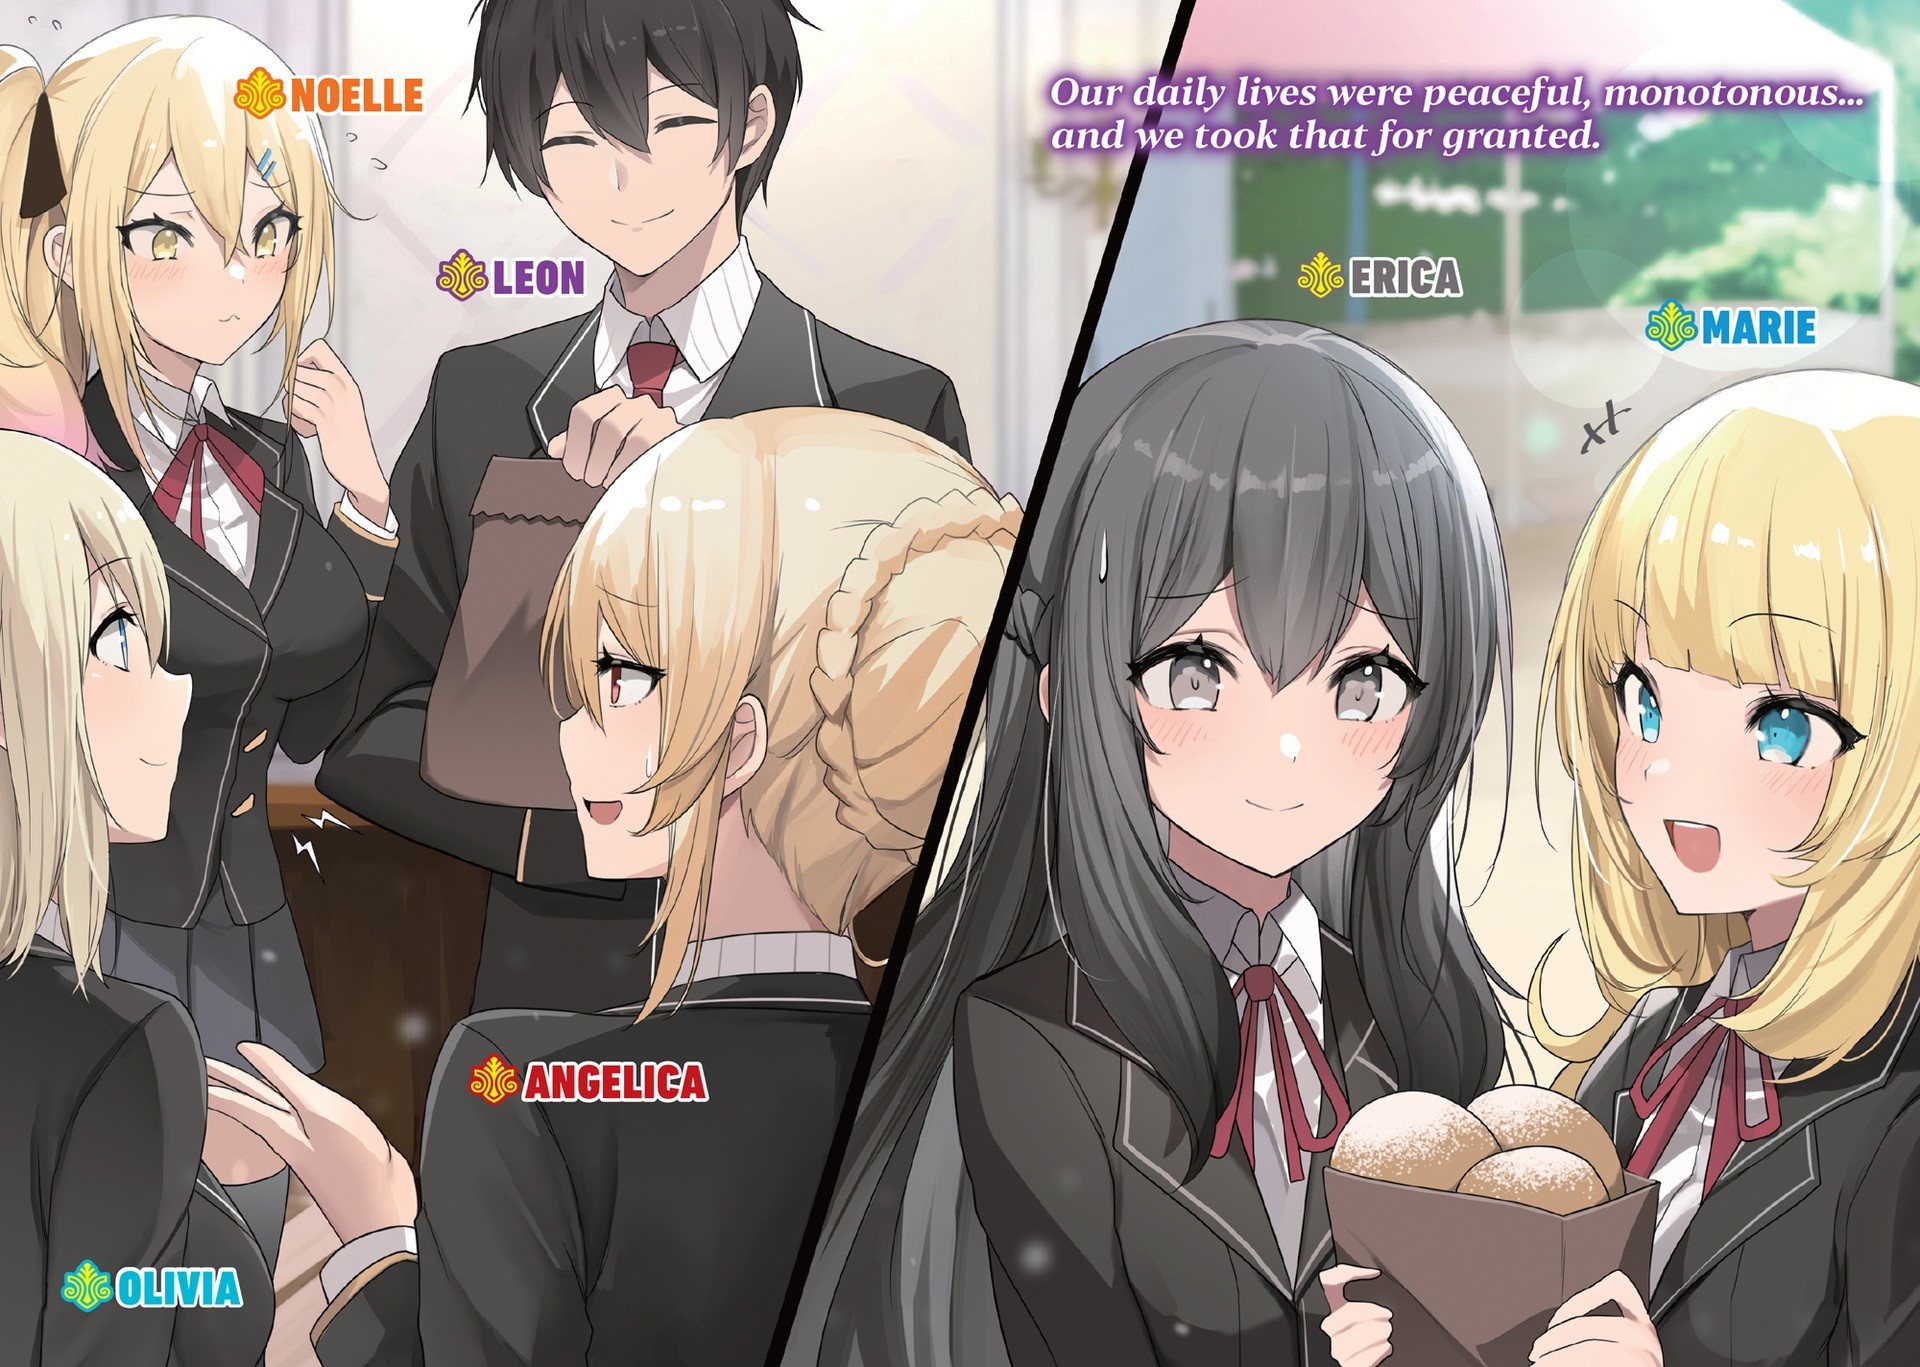 NOELLE
LEON
ANGELICA
OLIVIA
Our daily lives were peaceful, monotonous...
and we took that for granted.
ERICA
MARIE